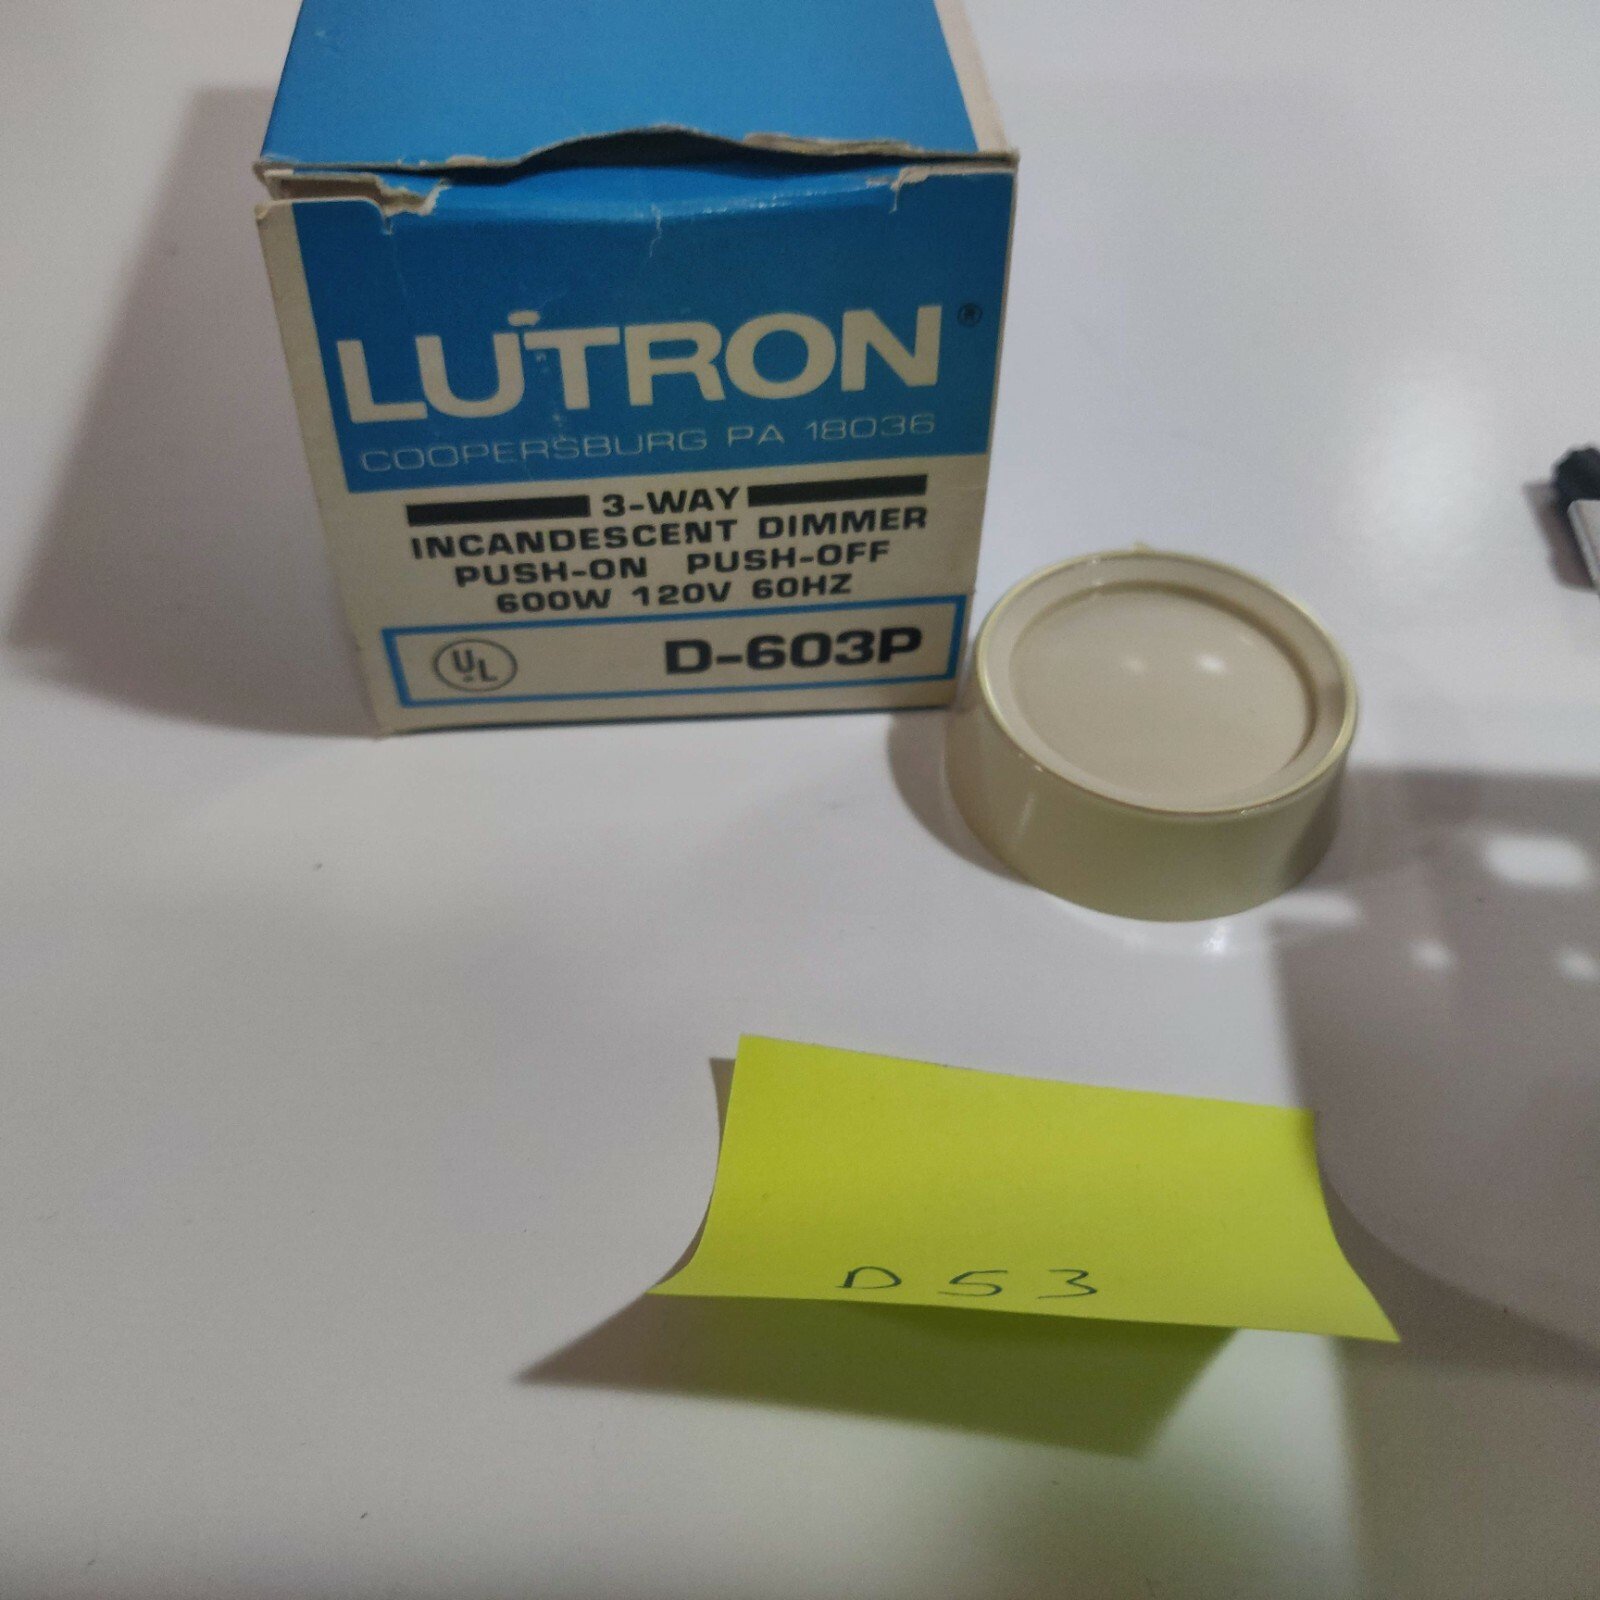 LUTRON®
COOPERSBURG PA 18036
3-WAY
INCANDESCENT DIMMER
PUSH-ON PUSH-OFF
600W 120V 60HZ
UL D-603P
D53